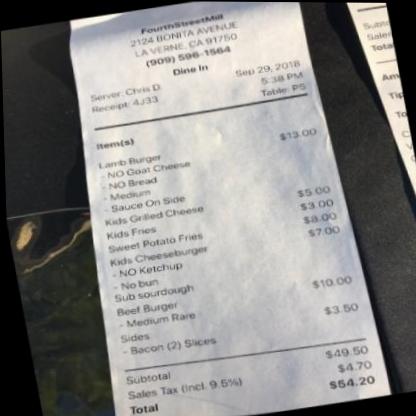 FourthStreetMill
2124 BONITA AVENUE
LA VERNE, CA 91750
(909) 596-1564
Dine In
Server: Chris D. Sep 29, 2018
Receipt: 4J33 5:38 PM
Table: P5
Item(s)
Lamb Burger $13.00
- NO Goat Cheese
- NO Bread
- Medium
- Sauce On Side
Kids Grilled Cheese $5.00
Kids Fries $3.00
Sweet Potato Fries $8.00
Kids Cheeseburger $7.00
- NO Ketchup
- No bun
Sub sourdough
Beef Burger $10.00
- Medium Rare
Sides $3.50
- Bacon (2) Slices
Subtotal $49.50
Sales Tax (Incl. 9.5%) $4.70
Total $54.20
Subto
Sales
Total
Am
Tip
To